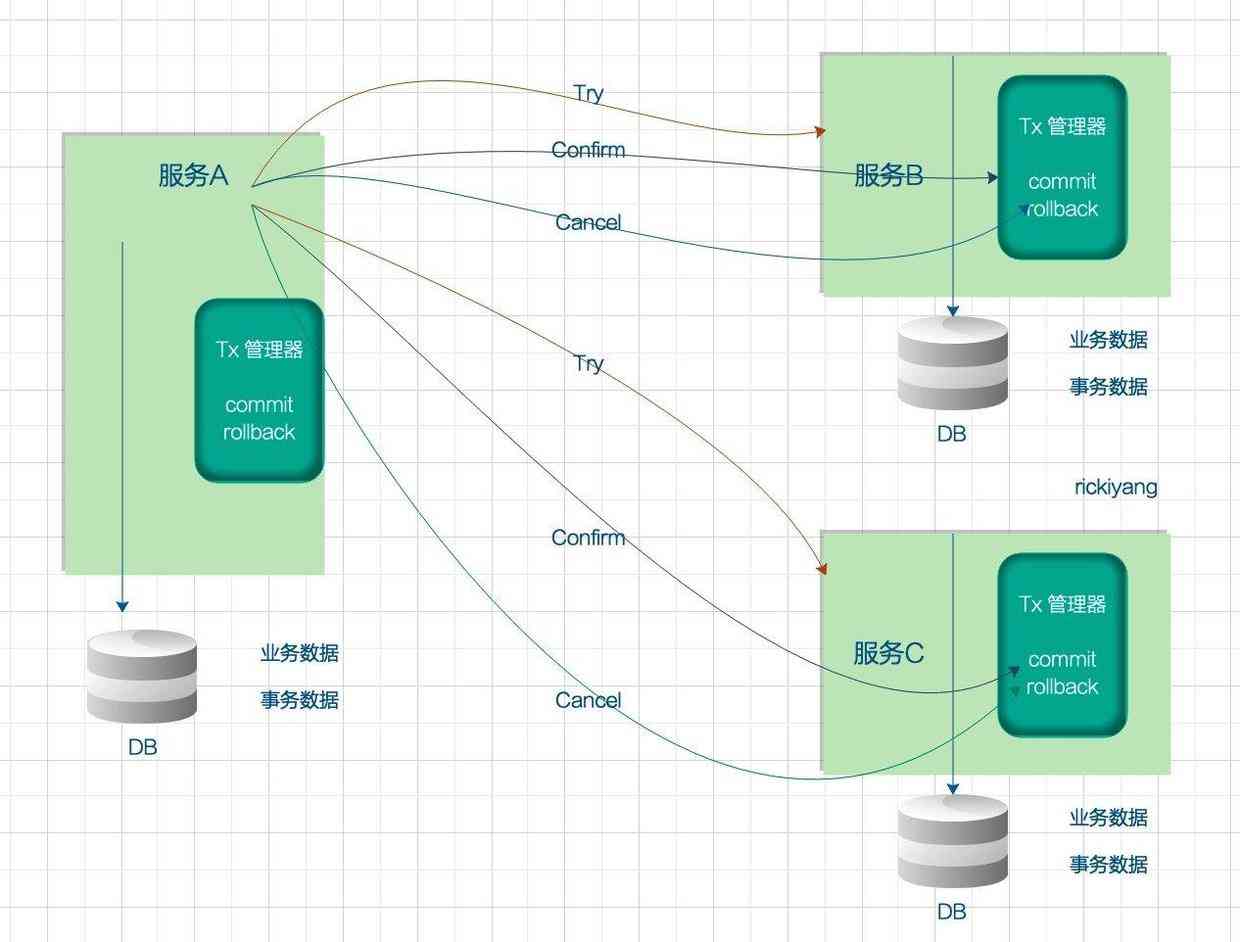 服务A
Tx 管理器
commit
rollback
业务数据
事务数据
DB
Try
Confirm
Cancel
Try
Confirm
Cancel
服务B
Tx 管理器
commit
rollback
业务数据
事务数据
DB
rickiyang
服务C
Tx 管理器
commit
rollback
业务数据
事务数据
DB